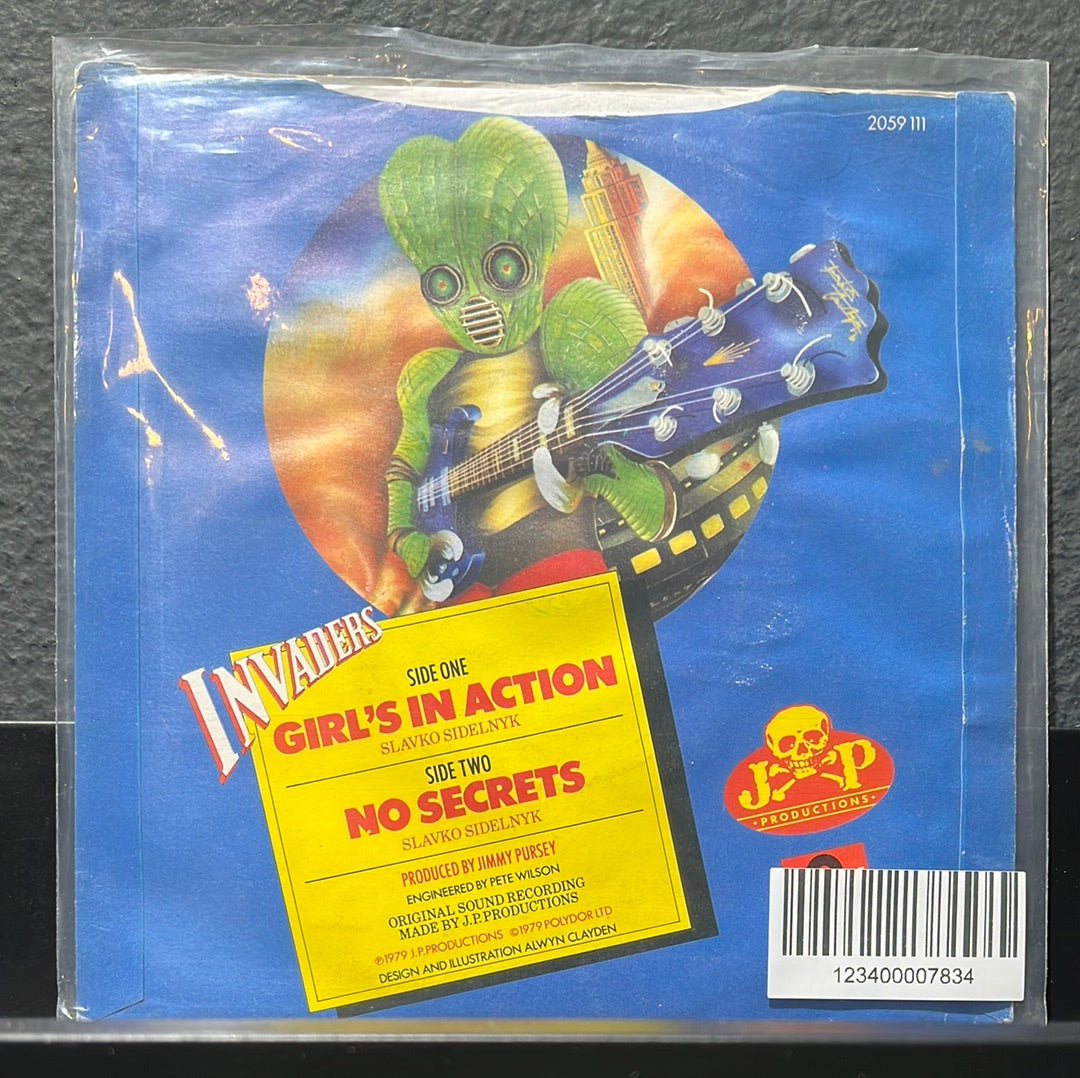 2059 111
INVADERS
SIDE ONE
GIRL'S IN ACTION
SLAVKO SIDELNYK
SIDE TWO
NO SECRETS
SLAVKO SIDELNYK
PRODUCED BY JIMMY PURSEY
ENGINEERED BY PETE WILSON
ORIGINAL SOUND RECORDING
MADE BY J.P. PRODUCTIONS
℗1979 J.P. PRODUCTIONS ©1979 POLYDOR LTD
DESIGN AND ILLUSTRATION ALWYN CLAYDEN
J P
• PRODUCTIONS •
123400007834